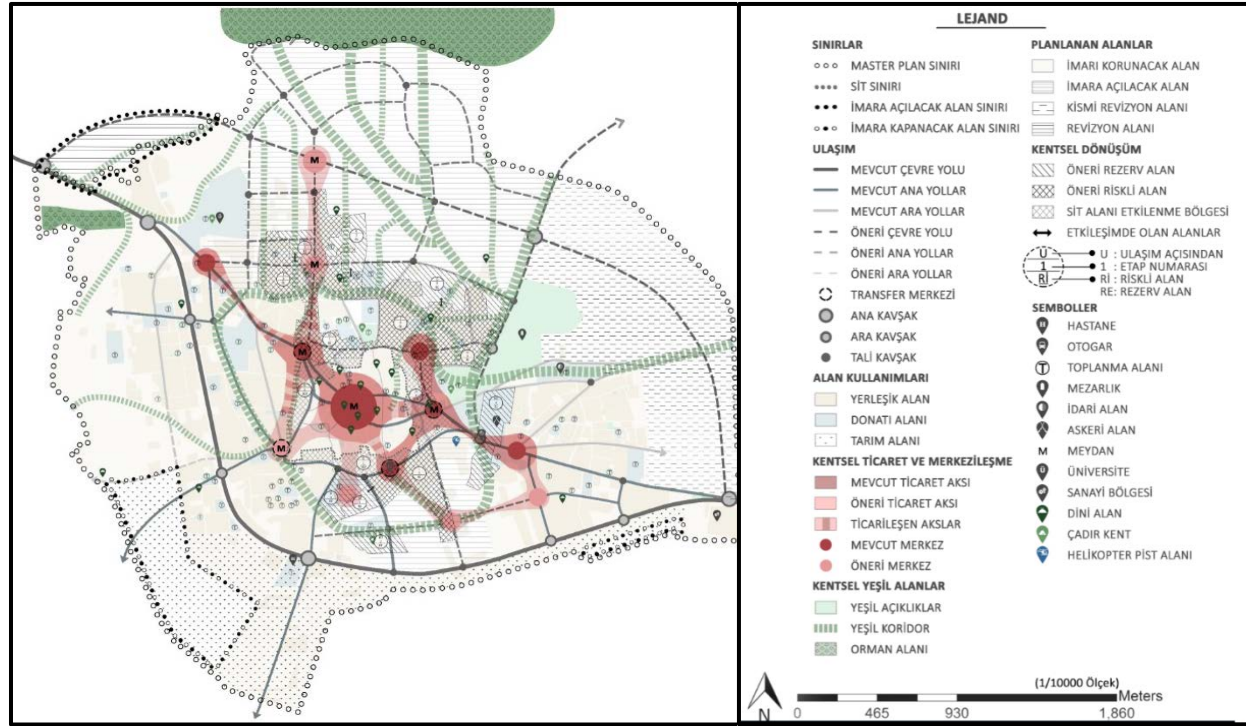 LEJAND
SINIRLAR
MASTER PLAN SINIRI
SİT SINIRI
İMARA AÇILACAK ALAN SINIRI
İMARA KAPANACAK ALAN SINIRI
ULAŞIM
MEVCUT ÇEVRE YOLU
MEVCUT ANA YOLLAR
MEVCUT ARA YOLLAR
ÖNERİ ÇEVRE YOLU
ÖNERİ ANA YOLLAR
ÖNERİ ARA YOLLAR
TRANSFER MERKEZİ
ANA KAVŞAK
ARA KAVŞAK
TALİ KAVŞAK
ALAN KULLANIMLARI
YERLEŞİK ALAN
DONATI ALANI
TARIM ALANI
KENTSEL TİCARET VE MERKEZİLEŞME
MEVCUT TİCARET AKSI
ÖNERİ TİCARET AKSI
TİCARİLEŞEN AKSLAR
MEVCUT MERKEZ
ÖNERİ MERKEZ
KENTSEL YEŞİL ALANLAR
YEŞİL AÇIKLIKLAR
YEŞİL KORİDOR
ORMAN ALANI
PLANLANAN ALANLAR
İMARI KORUNACAK ALAN
İMARA AÇILACAK ALAN
KİSMİ REVİZYON ALANI
REVİZYON ALANI
KENTSEL DÖNÜŞÜM
ÖNERİ REZERV ALAN
ÖNERİ RİSKLİ ALAN
SİT ALANI ETKİLENME BÖLGESİ
ETKİLEŞİMDE OLAN ALANLAR
U U : ULAŞIM AÇISINDAN
1 1 : ETAP NUMARASI
Rİ Rİ : RİSKLİ ALAN
RE: REZERV ALAN
SEMBOLLER
HASTANE
OTOGAR
T TOPLANMA ALANI
MEZARLIK
İDARİ ALAN
ASKERİ ALAN
M MEYDAN
ÜNİVERSİTE
SANAYİ BÖLGESİ
DİNİ ALAN
ÇADIR KENT
HELİKOPTER PİST ALANI
(1/10000 Ölçek)
Meters
N 0 465 930 1,860
M
M
M
M
M
M